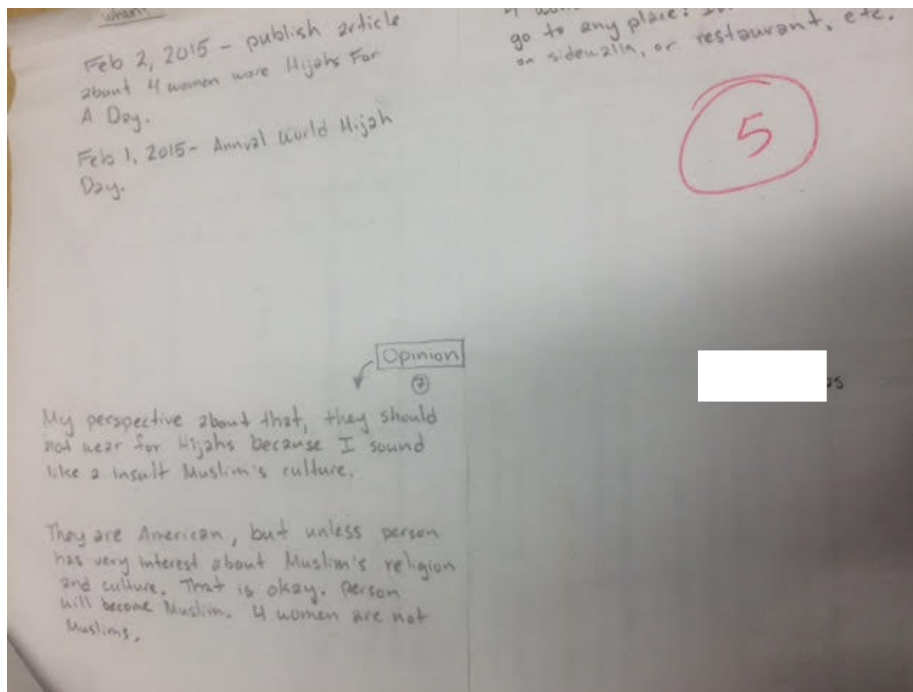 when?
Feb 2, 2015 - publish article
about 4 women wore Hijahs For
A Day.
Feb 1, 2015 - Annual World Hijah
Day.
go to any place:
on sidewalk, or restaurant, etc.
5
Opinion
7
My perspective about that, they should
not wear for Hijahs because I sound
like a insult Muslim's culture.
They are American, but unless person
has very interest about Muslim's religion
and culture. That is okay. Person
will become Muslim. 4 women are not
Muslims.